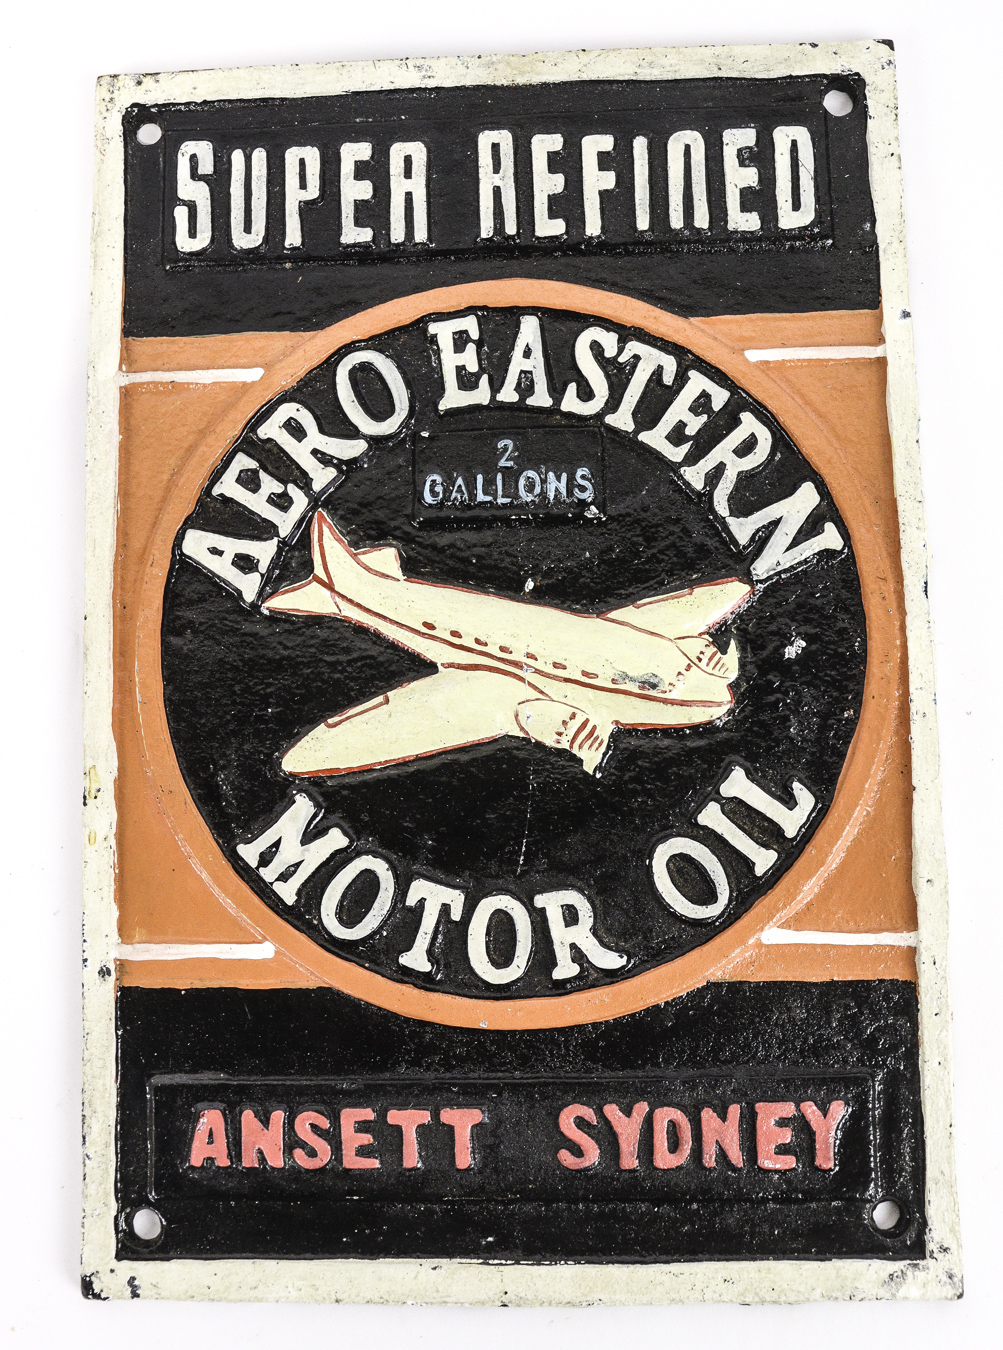 SUPER REFINED
AERO EASTERN
2
GALLONS
MOTOR OIL
ANSETT SYDNEY